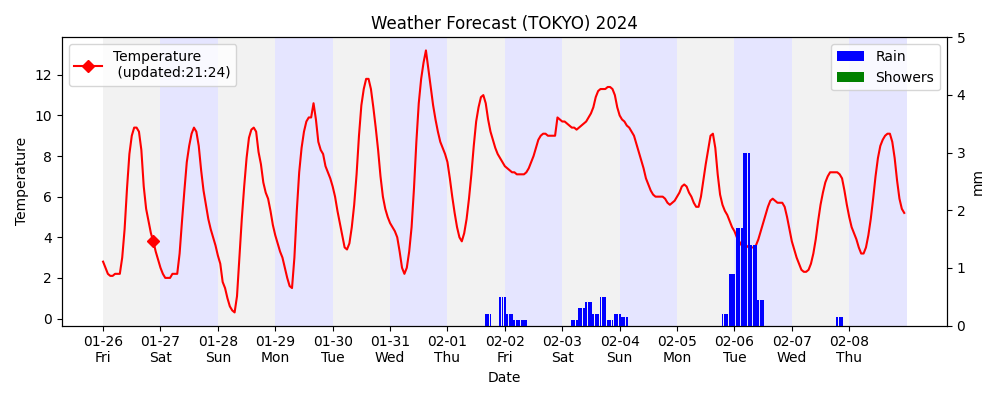 Weather Forecast (TOKYO) 2024
Temperature
(updated:21:24)
Rain
Showers
Temperature
12
10
8
6
4
2
0
5
4
3
2
1
0
mm
01-26 01-27 01-28 01-29 01-30 01-31 02-01 02-02 02-03 02-04 02-05 02-06 02-07 02-08
Fri Sat Sun Mon Tue Wed Thu Fri Sat Sun Mon Tue Wed Thu
Date